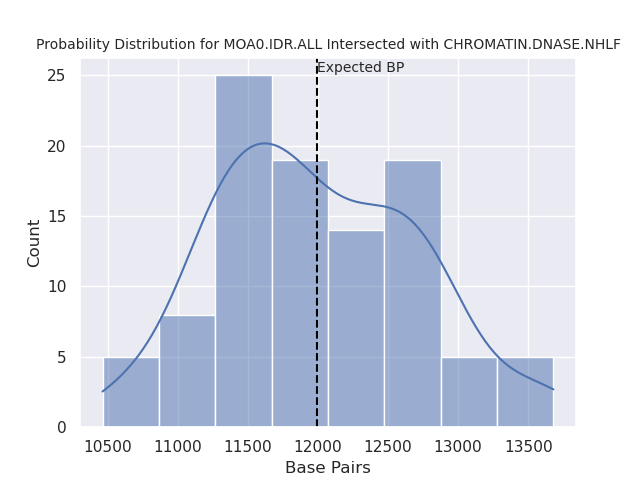 Probability Distribution for MOA0.IDR.ALL Intersected with CHROMATIN.DNASE.NHLF
Expected BP
25
20
15
10
5
0
Count
10500 11000 11500 12000 12500 13000 13500
Base Pairs